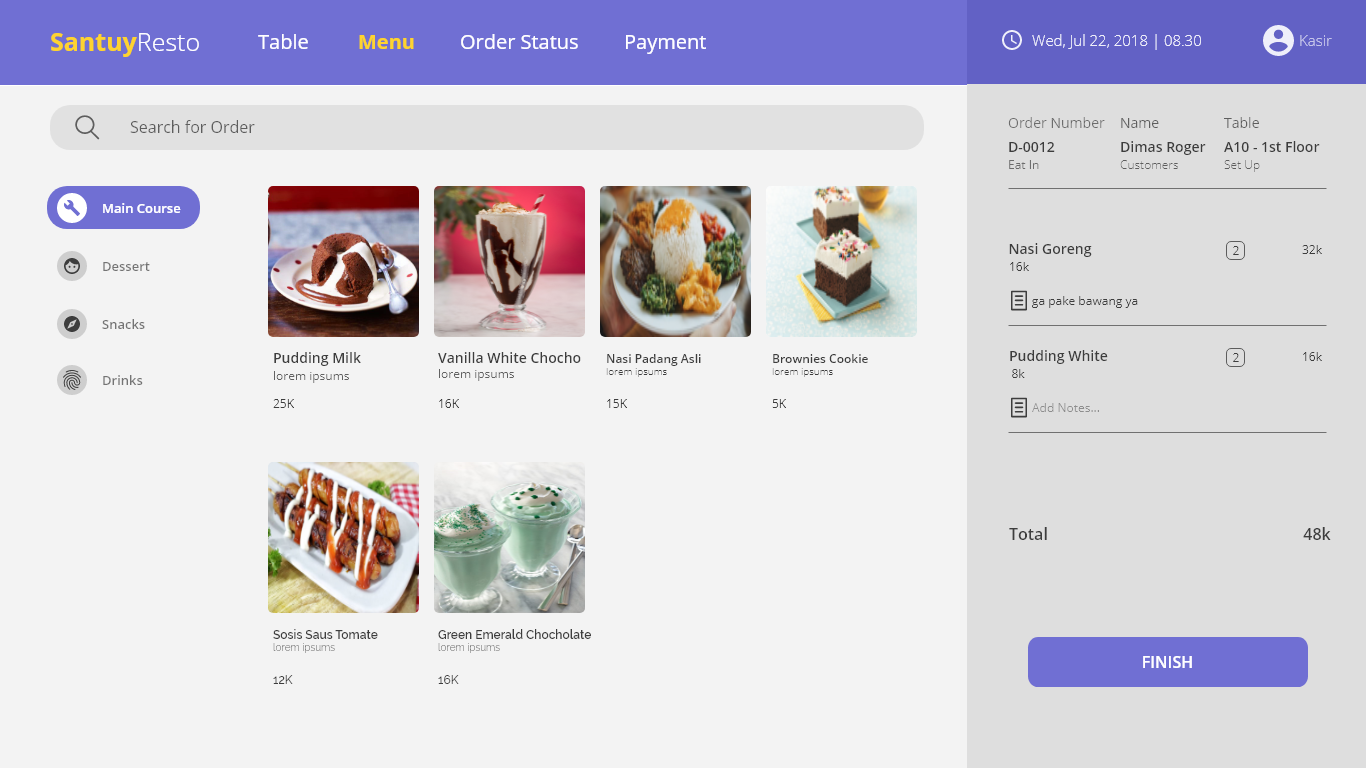 SantuyResto
Table
Menu
Order Status
Payment
Wed, Jul 22, 2018 | 08.30
Kasir
Search for Order
Main Course
Dessert
Snacks
Drinks
Pudding Milk
lorem ipsums
25K
Vanilla White Chocho
lorem ipsums
16K
Nasi Padang Asli
lorem ipsums
15K
Brownies Cookie
lorem ipsums
5K
Sosis Saus Tomate
lorem ipsums
12K
Green Emerald Chocholate
lorem ipsums
16K
Order Number
D-0012
Eat In
Name
Dimas Roger
Customers
Table
A10 - 1st Floor
Set Up
Nasi Goreng
2
32k
16k
ga pake bawang ya
Pudding White
2
16k
8k
Add Notes...
Total
48k
FINISH